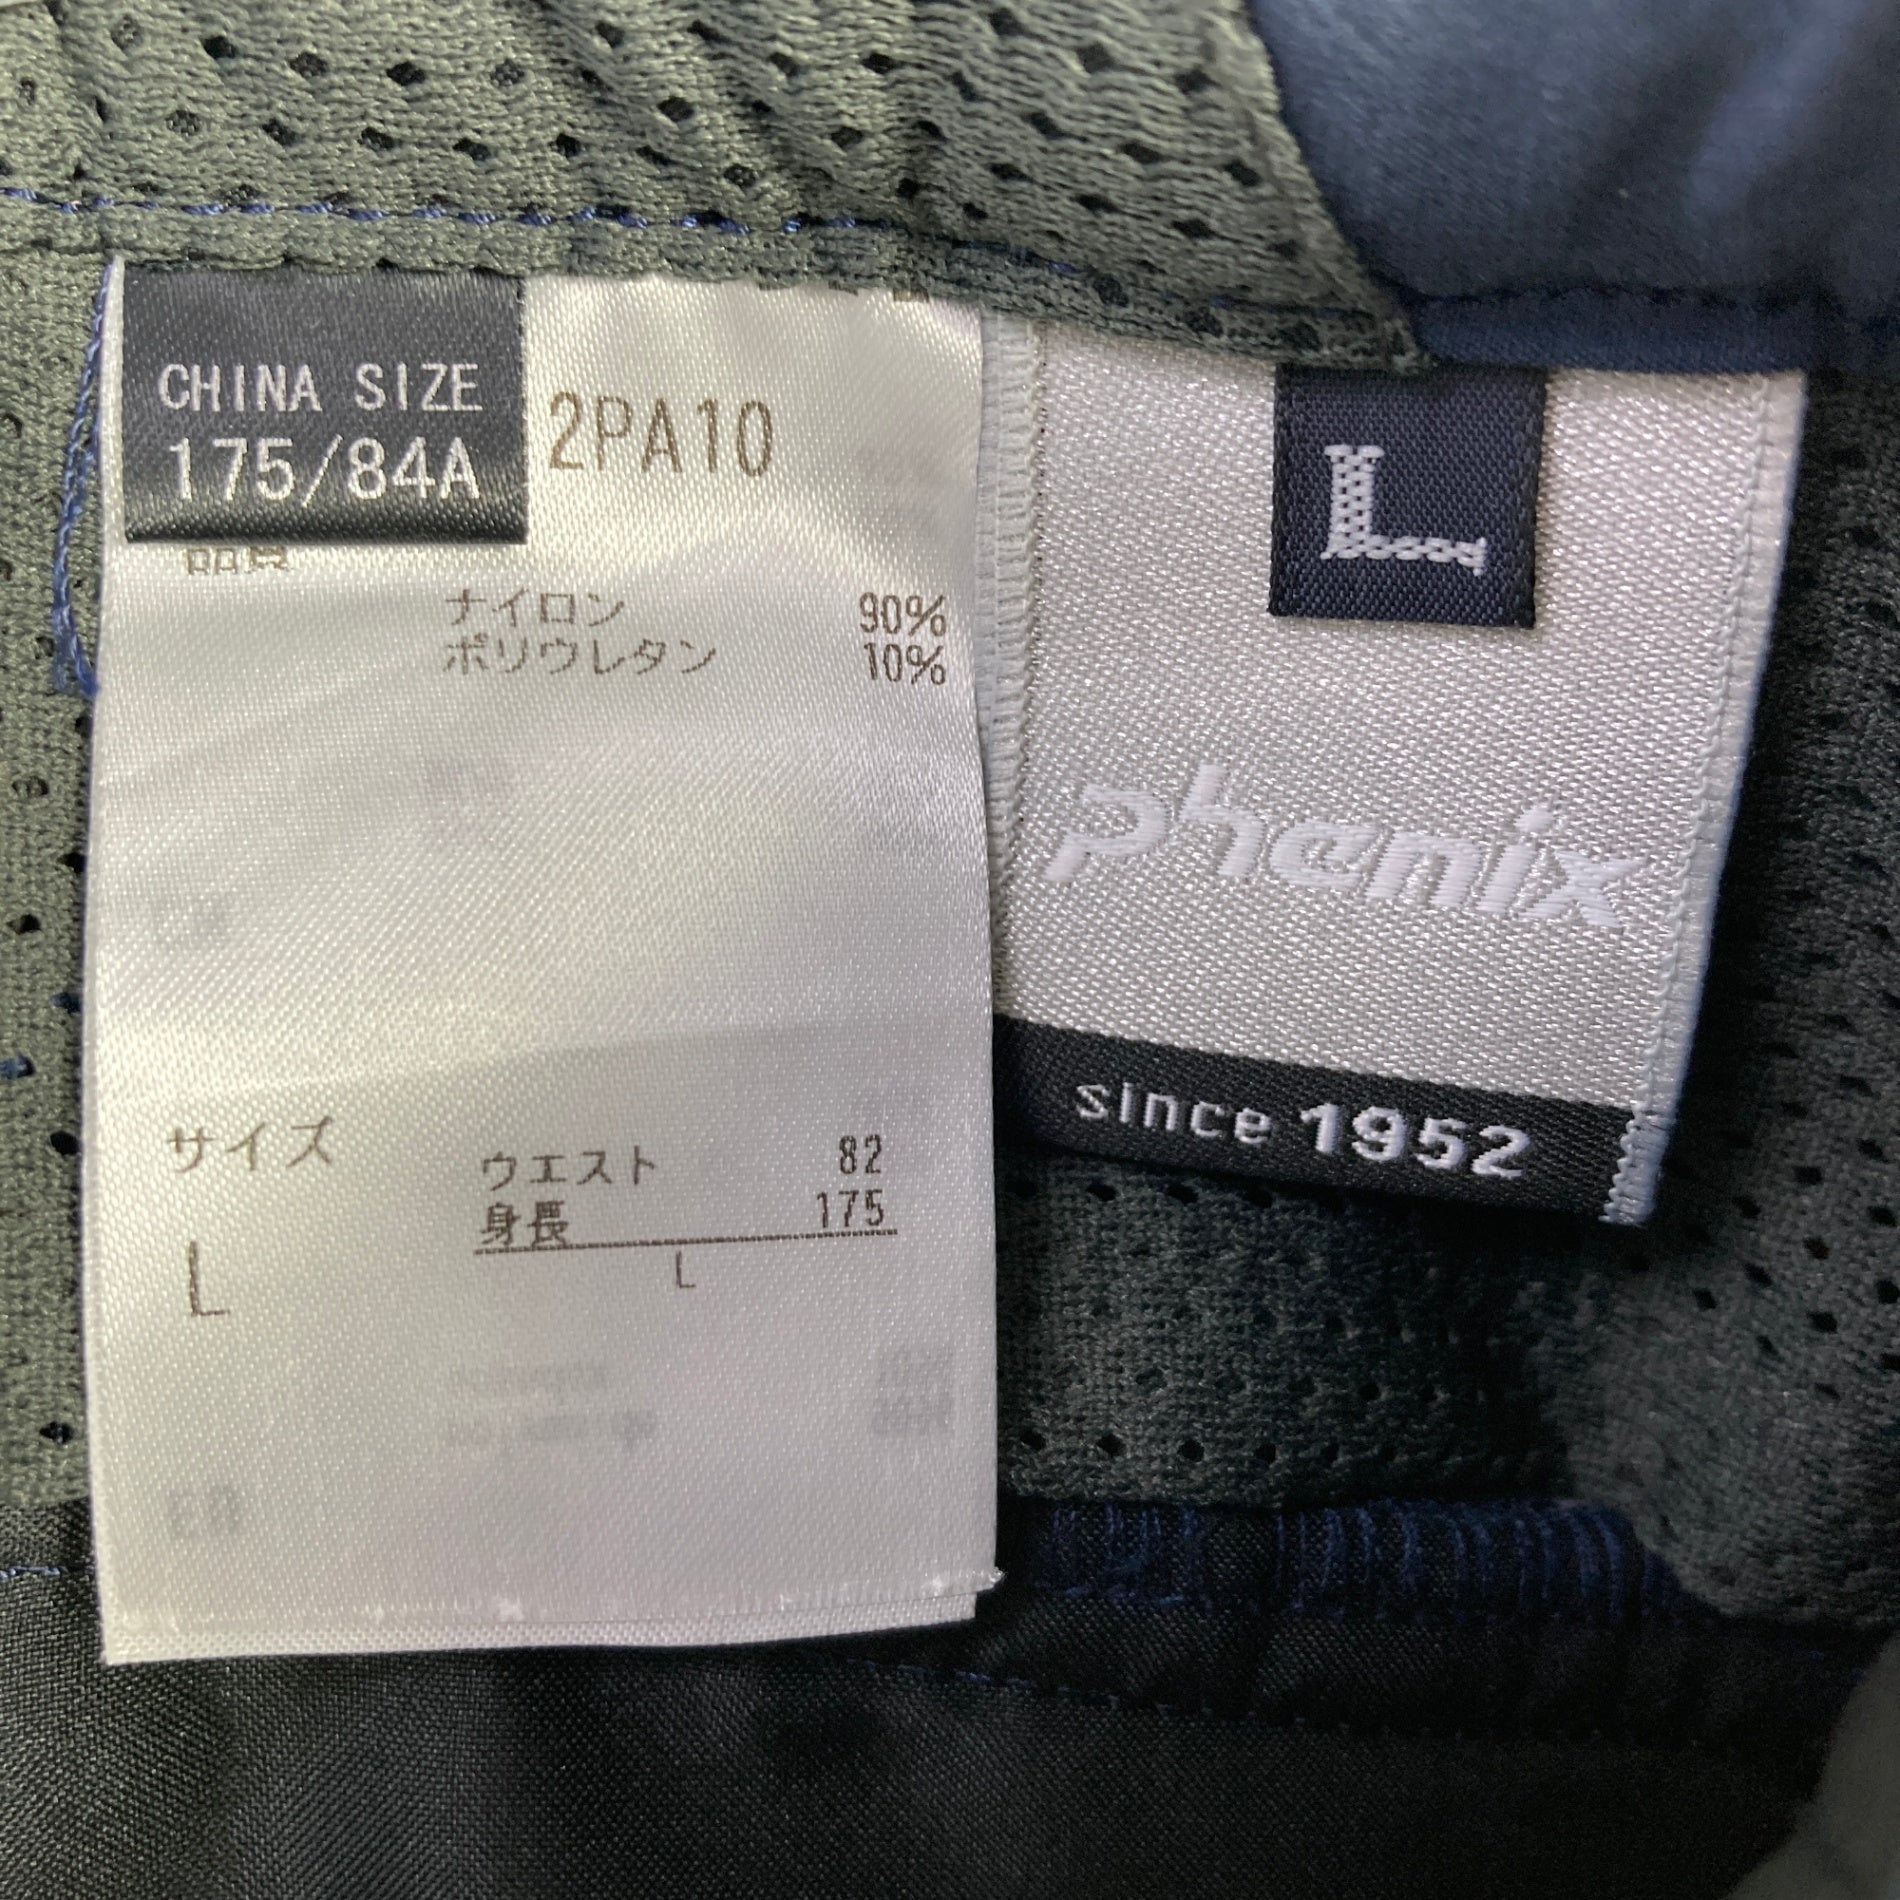 CHINA SIZE
175/84A
2PA10
ナイロン 90%
ポリウレタン 10%
サイズ
L
ウエスト 82
身長 175
L
L
phenix
since 1952